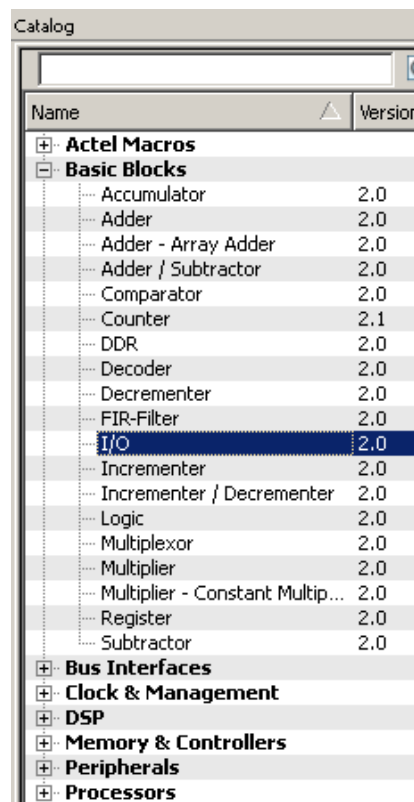 Catalog
Name Version
Actel Macros
Basic Blocks
Accumulator 2.0
Adder 2.0
Adder - Array Adder 2.0
Adder / Subtractor 2.0
Comparator 2.0
Counter 2.1
DDR 2.0
Decoder 2.0
Decrementer 2.0
FIR-Filter 2.0
I/O 2.0
Incrementer 2.0
Incrementer / Decrementer 2.0
Logic 2.0
Multiplexor 2.0
Multiplier 2.0
Multiplier - Constant Multip... 2.0
Register 2.0
Subtractor 2.0
Bus Interfaces
Clock & Management
DSP
Memory & Controllers
Peripherals
Processors